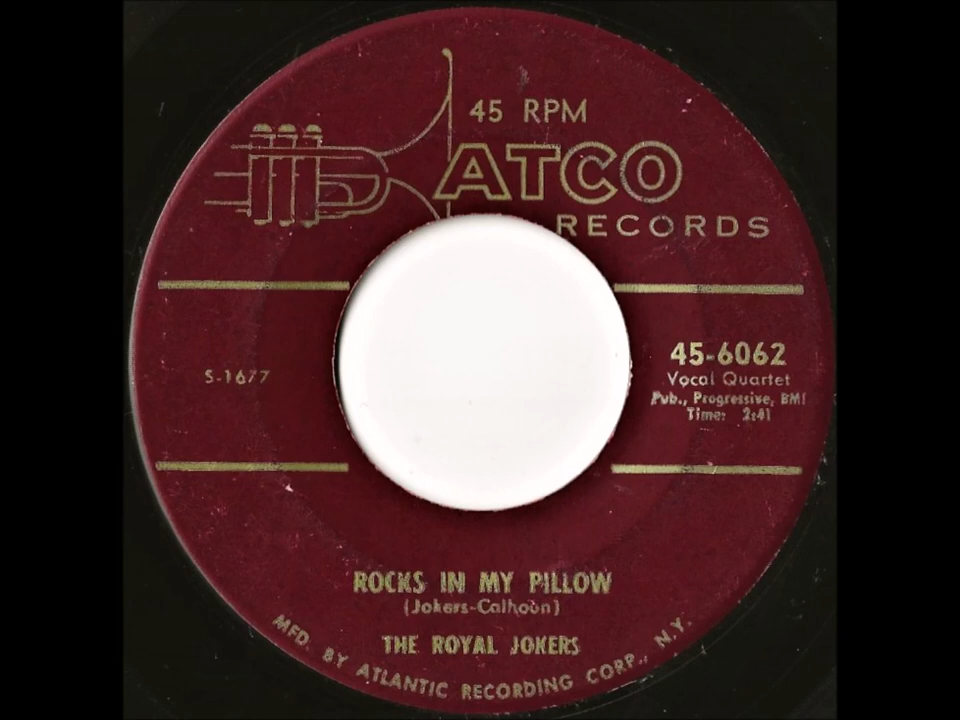 45 RPM
ATCO
RECORDS
45-6062
Vocal Quartet
Pub., Progressive, BMI
Time: 2:41
S-1677
ROCKS IN MY PILLOW
(Jokers-Calhoun)
THE ROYAL JOKERS
MFD. BY ATLANTIC RECORDING CORP., N.Y.